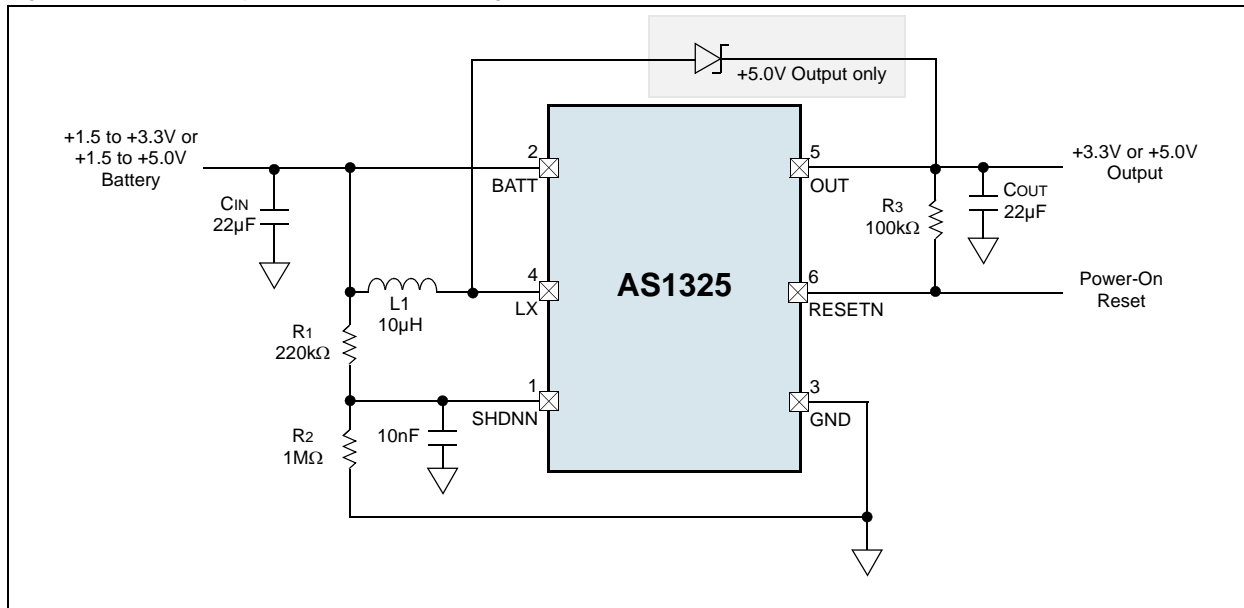 +5.0V Output only
+1.5 to +3.3V or
+1.5 to +5.0V
Battery
2
BATT
5
OUT
+3.3V or +5.0V
Output
CIN
22µF
COUT
22µF
R3
100kΩ
4
LX
L1
10µH
AS1325
6
RESETN
Power-On
Reset
R1
220kΩ
1
SHDNN
3
GND
R2
1MΩ
10nF